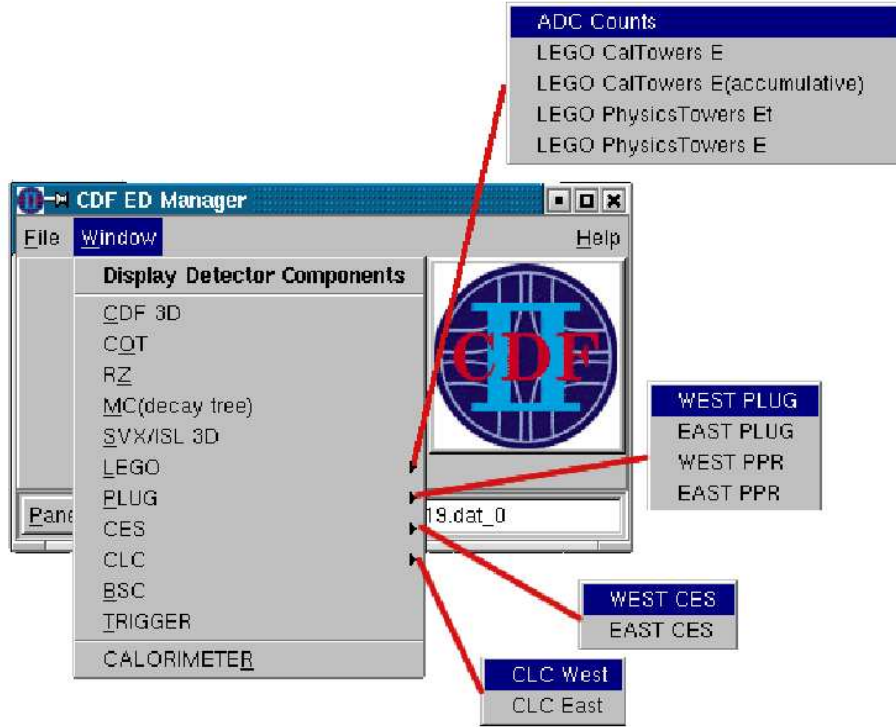 ADC Counts
LEGO CalTowers E
LEGO CalTowers E(accumulative)
LEGO PhysicsTowers Et
LEGO PhysicsTowers E
CDF ED Manager
File Window Help
Display Detector Components
CDF 3D
COT
RZ
MC(decay tree)
SVX/ISL 3D
LEGO
PLUG
CES
CLC
BSC
TRIGGER
CALORIMETER
II
CDF
Pane
19.dat_0
WEST PLUG
EAST PLUG
WEST PPR
EAST PPR
WEST CES
EAST CES
CLC West
CLC East